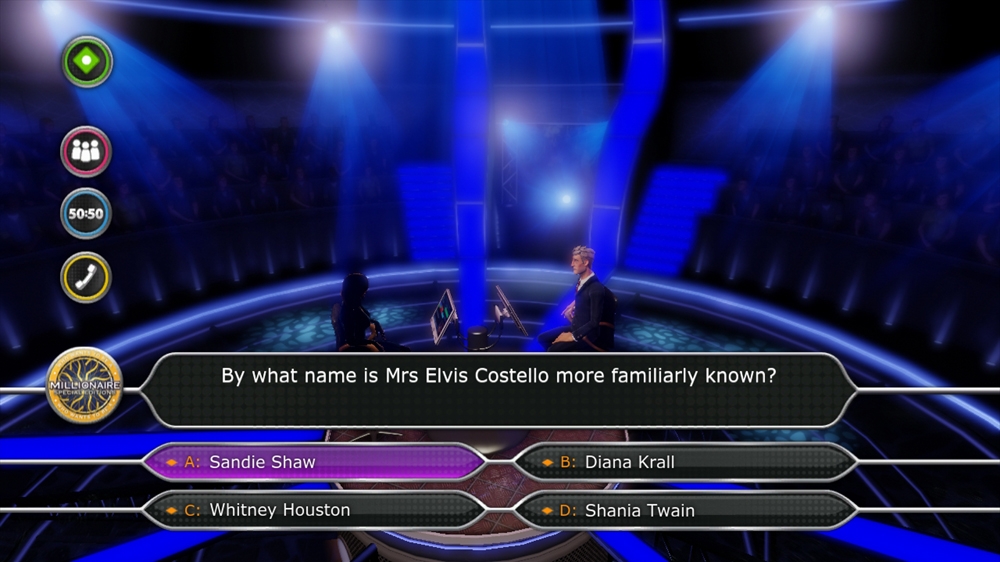 50:50
MILLIONAIRE
SPECIAL EDITIONS
By what name is Mrs Elvis Costello more familiarly known?
A: Sandie Shaw
B: Diana Krall
C: Whitney Houston
D: Shania Twain